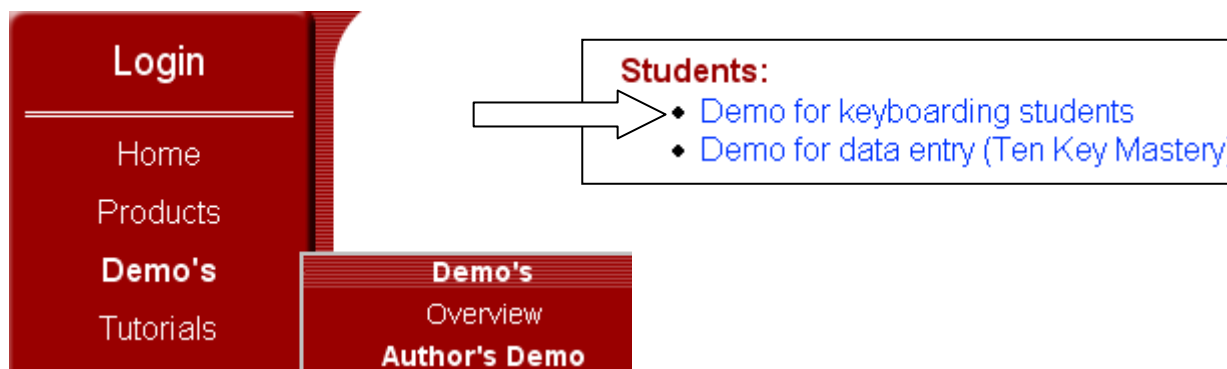 Login
Home
Products
Demo's
Tutorials
Demo's
Overview
Author's Demo
Students:
• Demo for keyboarding students
• Demo for data entry (Ten Key Mastery)